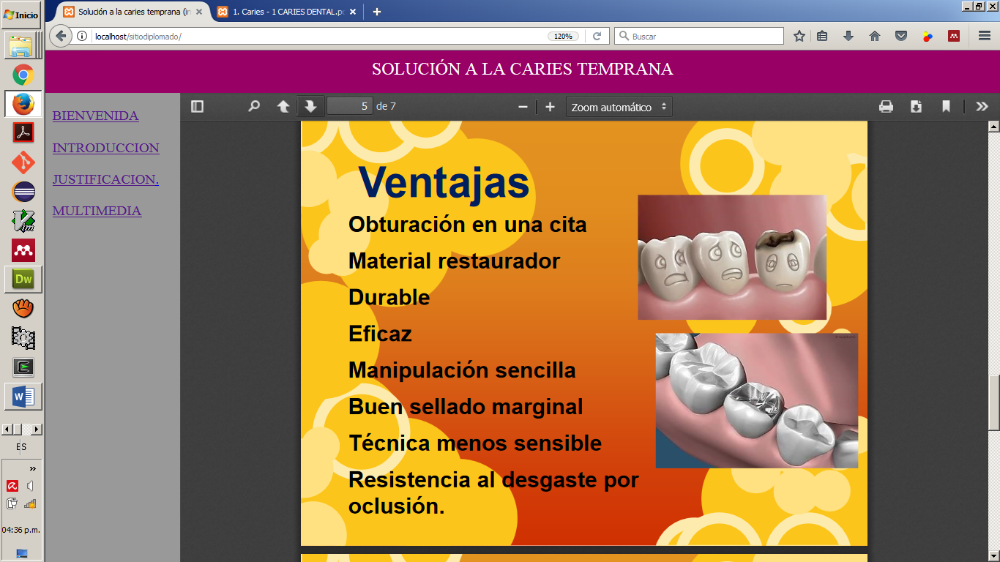 Inicio
Solución a la caries temprana (in
1. Caries - 1 CARIES DENTAL.pd
localhost/sitiodiplomado/
120%
Buscar
SOLUCIÓN A LA CARIES TEMPRANA
BIENVENIDA
INTRODUCCION
JUSTIFICACION.
MULTIMEDIA
5 de 7
Zoom automático
Ventajas
Obturación en una cita
Material restaurador
Durable
Eficaz
Manipulación sencilla
Buen sellado marginal
Técnica menos sensible
Resistencia al desgaste por
oclusión.
Dw
W
ES
04:36 p.m.